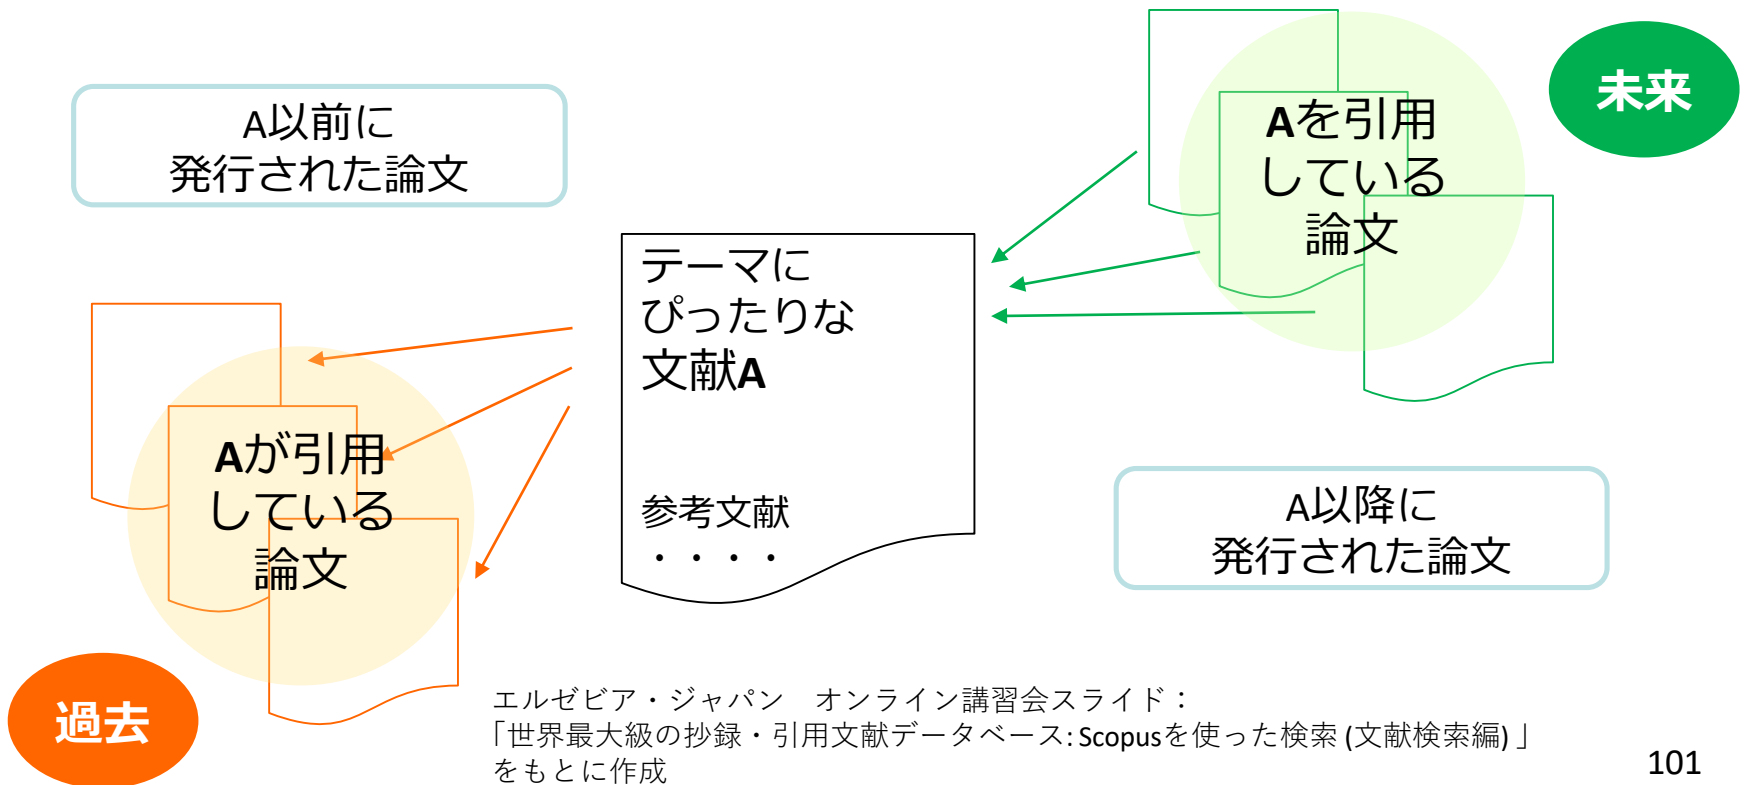 未来
A以前に
発行された論文
Aを引用
している
論文
テーマに
ぴったりな
文献A
参考文献
・・・・
Aが引用
している
論文
A以降に
発行された論文
過去
エルゼビア・ジャパン　オンライン講習会スライド：
「世界最大級の抄録・引用文献データベース: Scopusを使った検索 (文献検索編) 」
をもとに作成
101